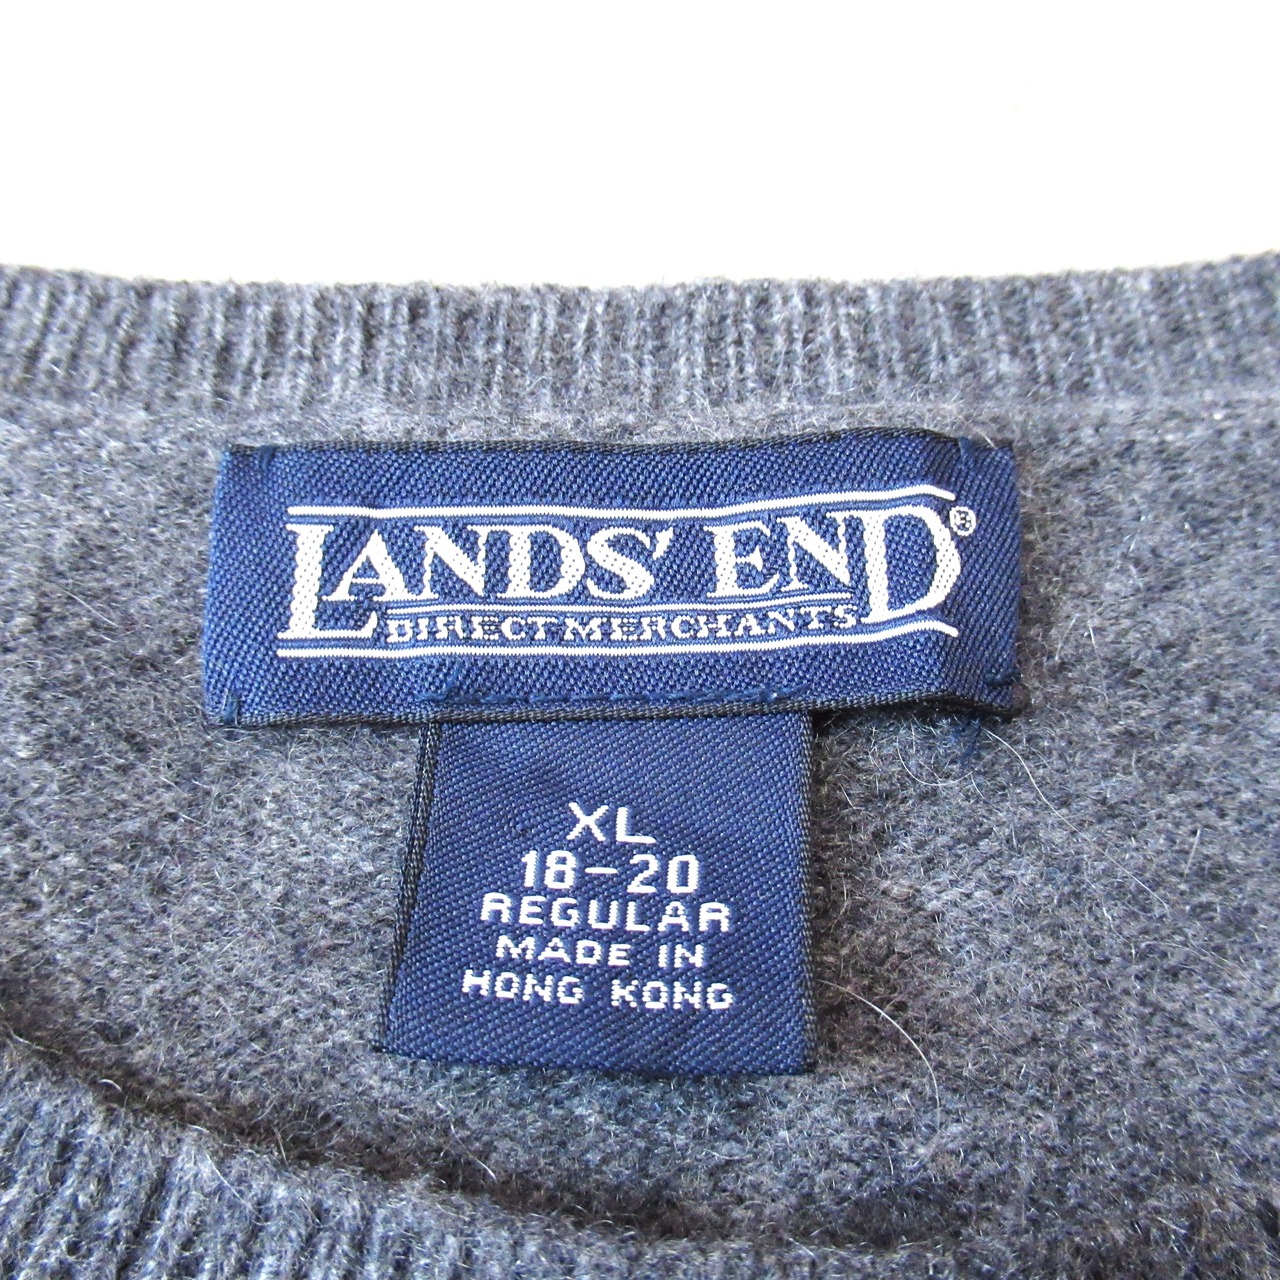 LANDS' END®
DIRECT MERCHANTS
XL
18-20
REGULAR
MADE IN
HONG KONG